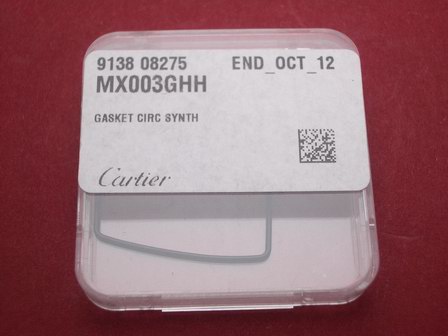 9138 08275 END_OCT_12
MX003GHH
GASKET CIRC SYNTH
Cartier